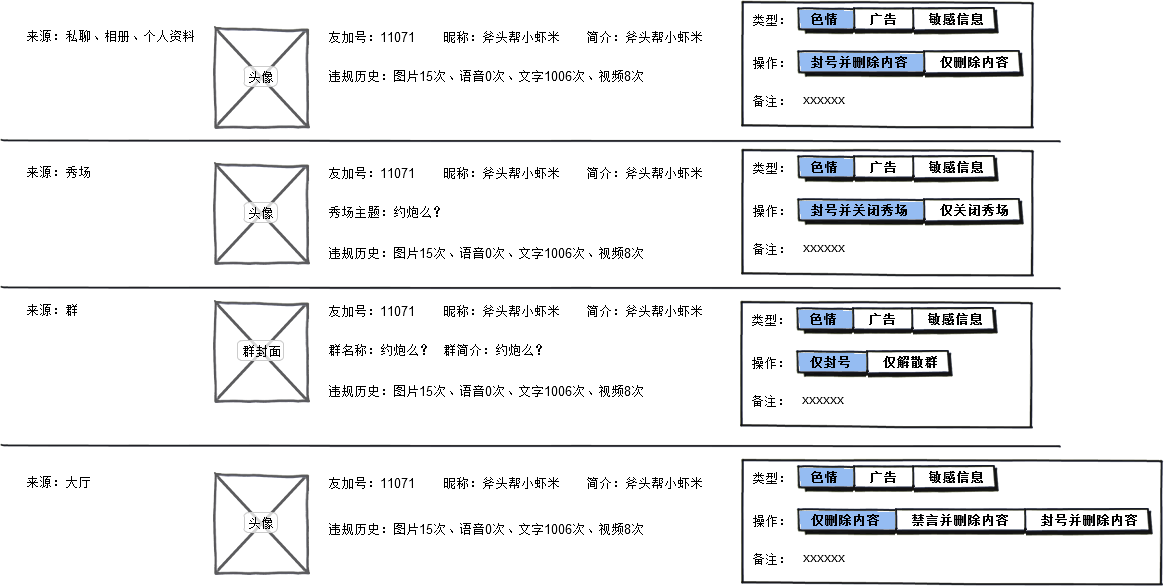 来源：私聊、相册、个人资料
头像
友加号：11071 昵称：斧头帮小虾米 简介：斧头帮小虾米
违规历史：图片15次、语音0次、文字1006次、视频8次
类型： 色情 广告 敏感信息
操作： 封号并删除内容 仅删除内容
备注： xxxxxx
来源：秀场
头像
友加号：11071 昵称：斧头帮小虾米 简介：斧头帮小虾米
秀场主题：约炮么？
违规历史：图片15次、语音0次、文字1006次、视频8次
类型： 色情 广告 敏感信息
操作： 封号并关闭秀场 仅关闭秀场
备注： xxxxxx
来源：群
群封面
友加号：11071 昵称：斧头帮小虾米 简介：斧头帮小虾米
群名称：约炮么？ 群简介：约炮么？
违规历史：图片15次、语音0次、文字1006次、视频8次
类型： 色情 广告 敏感信息
操作： 仅封号 仅解散群
备注： xxxxxx
来源：大厅
头像
友加号：11071 昵称：斧头帮小虾米 简介：斧头帮小虾米
违规历史：图片15次、语音0次、文字1006次、视频8次
类型： 色情 广告 敏感信息
操作： 仅删除内容 禁言并删除内容 封号并删除内容
备注： xxxxxx